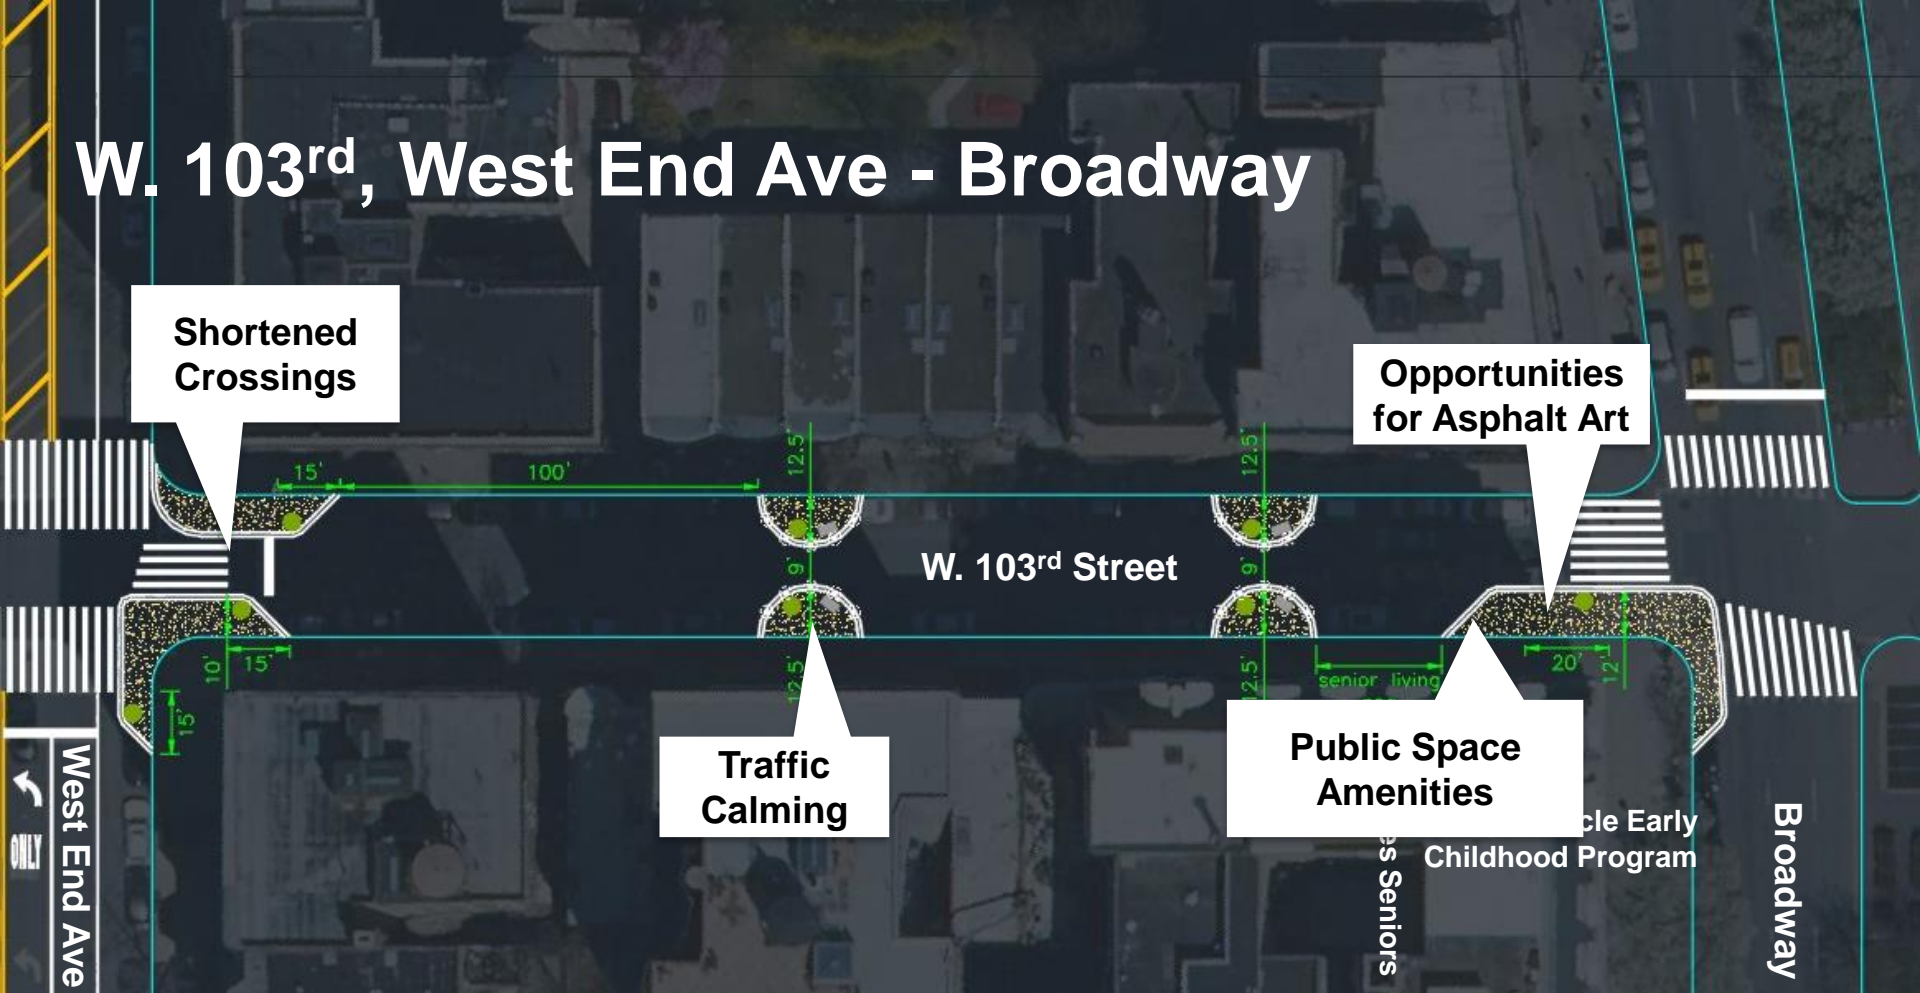 W. 103rd, West End Ave - Broadway
Shortened
Crossings
Opportunities
for Asphalt Art
15'
100'
12.5'
12.5'
9'
W. 103rd Street
9'
10'
15'
15'
12.5'
12.5'
senior living
20'
12'
Traffic
Calming
Public Space
Amenities
cle Early
Childhood Program
es Seniors
West End Ave
ONLY
Broadway